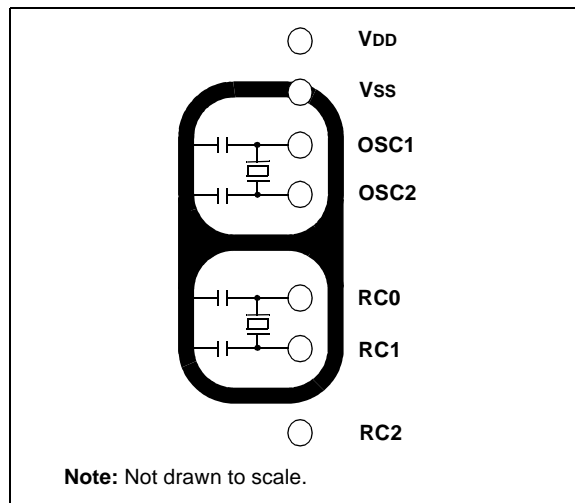 VDD
VSS
OSC1
OSC2
RC0
RC1
RC2
Note: Not drawn to scale.